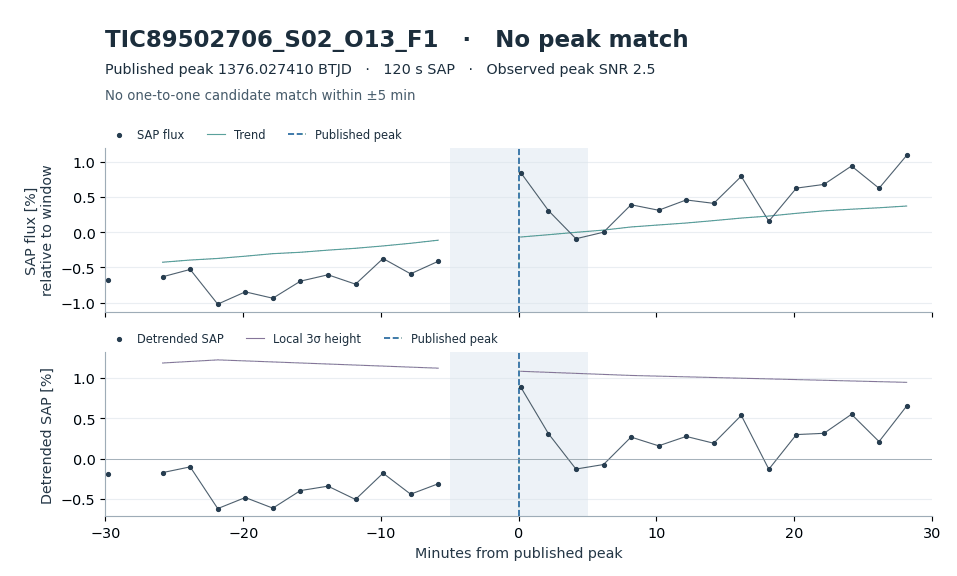 TIC89502706_S02_O13_F1 · No peak match
Published peak 1376.027410 BTJD · 120 s SAP · Observed peak SNR 2.5
No one-to-one candidate match within ±5 min
SAP flux Trend Published peak
SAP flux [%]
relative to window
1.0
0.5
0.0
−0.5
−1.0
Detrended SAP Local 3σ height Published peak
Detrended SAP [%]
1.0
0.5
0.0
−0.5
−30 −20 −10 0 10 20 30
Minutes from published peak